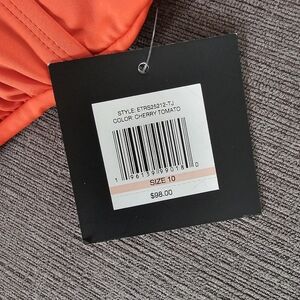 STYLE: ETRS25212-TJ
COLOR: CHERRY TOMATO
SIZE 10
$98.00